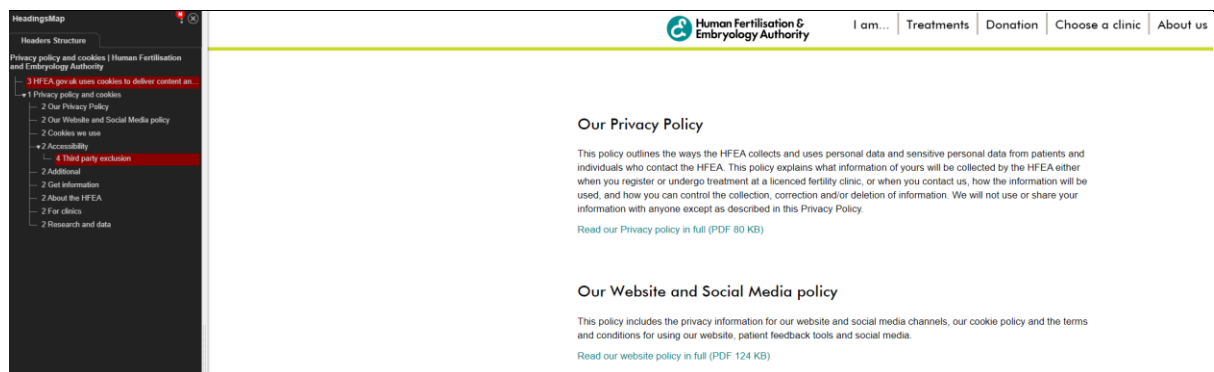 HeadingsMap
Headers Structure
Privacy policy and cookies | Human Fertilisation
and Embryology Authority
3 HFEA.gov.uk uses cookies to deliver content an...
1 Privacy policy and cookies
2 Our Privacy Policy
2 Our Website and Social Media policy
2 Cookies we use
2 Accessibility
4 Third party exclusion
2 Additional
2 Get information
2 About the HFEA
2 For clinics
2 Research and data
Human Fertilisation &
Embryology Authority
I am... Treatments Donation Choose a clinic About us
Our Privacy Policy
This policy outlines the ways the HFEA collects and uses personal data and sensitive personal data from patients and
individuals who contact the HFEA. This policy explains what information of yours will be collected by the HFEA either
when you register or undergo treatment at a licenced fertility clinic, or when you contact us, how the information will be
used, and how you can control the collection, correction and/or deletion of information. We will not use or share your
information with anyone except as described in this Privacy Policy.
Read our Privacy policy in full (PDF 80 KB)
Our Website and Social Media policy
This policy includes the privacy information for our website and social media channels, our cookie policy and the terms
and conditions for using our website, patient feedback tools and social media.
Read our website policy in full (PDF 124 KB)